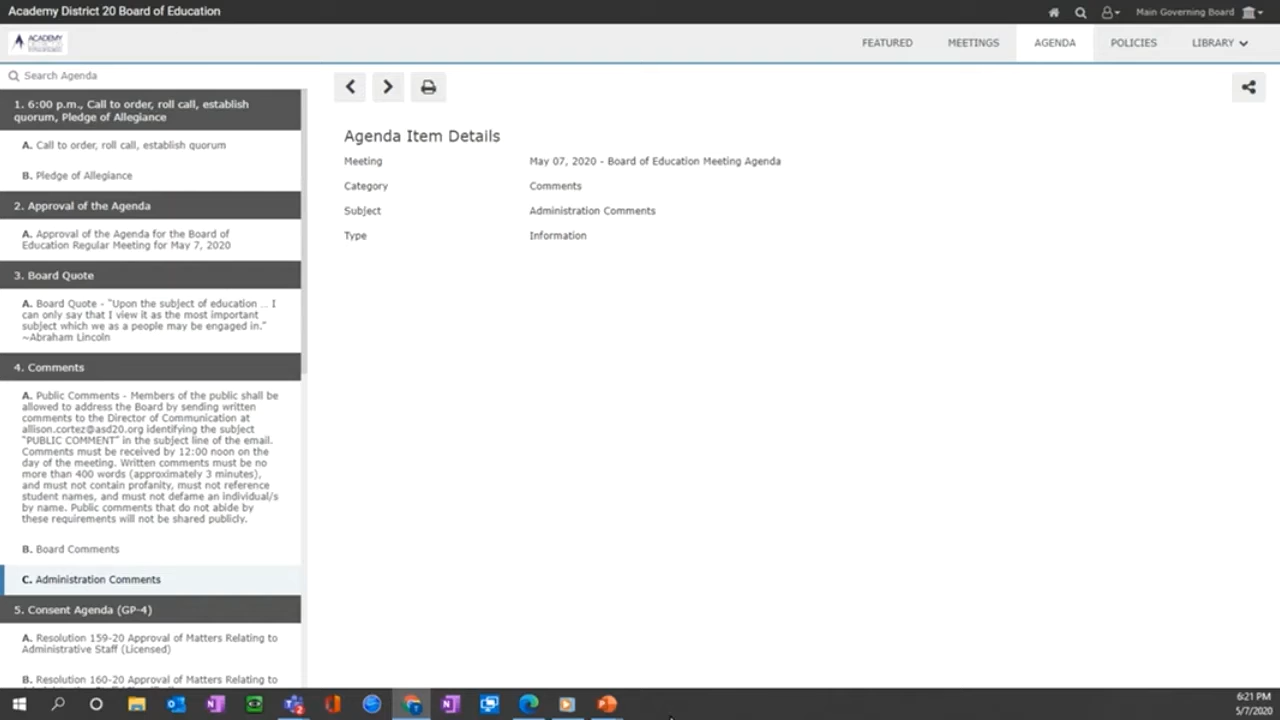 Academy District 20 Board of Education
Main Governing Board
ACADEMY
FEATURED
MEETINGS
AGENDA
POLICIES
LIBRARY
Search Agenda
1. 6:00 p.m., Call to order, roll call, establish
quorum, Pledge of Allegiance
A. Call to order, roll call, establish quorum
B. Pledge of Allegiance
2. Approval of the Agenda
A. Approval of the Agenda for the Board of
Education Regular Meeting for May 7, 2020
3. Board Quote
A. Board Quote - "Upon the subject of education ... I
can only say that I view it as the most important
subject which we as a people may be engaged in."
~Abraham Lincoln
4. Comments
A. Public Comments - Members of the public shall be
allowed to address the Board by sending written
comments to the Director of Communication at
allison.cortez@asd20.org identifying the subject
"PUBLIC COMMENT" in the subject line of the email.
Comments must be received by 12:00 noon on the
day of the meeting. Written comments must be no
more than 400 words (approximately 3 minutes),
and must not contain profanity, must not reference
student names, and must not defame an individual/s
by name. Public comments that do not abide by
these requirements will not be shared publicly.
B. Board Comments
C. Administration Comments
5. Consent Agenda (GP-4)
A. Resolution 159-20 Approval of Matters Relating to
Administrative Staff (Licensed)
B. Resolution 160-20 Approval of Matters Relating to
Agenda Item Details
Meeting May 07, 2020 - Board of Education Meeting Agenda
Category Comments
Subject Administration Comments
Type Information
6:21 PM
5/7/2020